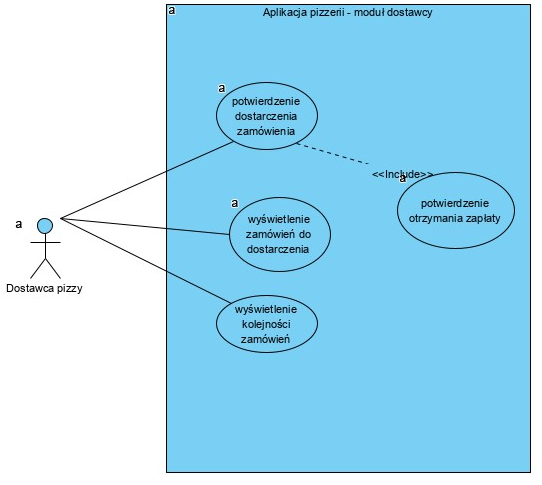 a
Aplikacja pizzerii - moduł dostawcy
a
potwierdzenie
dostarczenia
zamówienia
<<Include>>
a
potwierdzenie
otrzymania zapłaty
a
wyświetlenie
zamówień do
dostarczenia
a
Dostawca pizzy
wyświetlenie
kolejności
zamówień